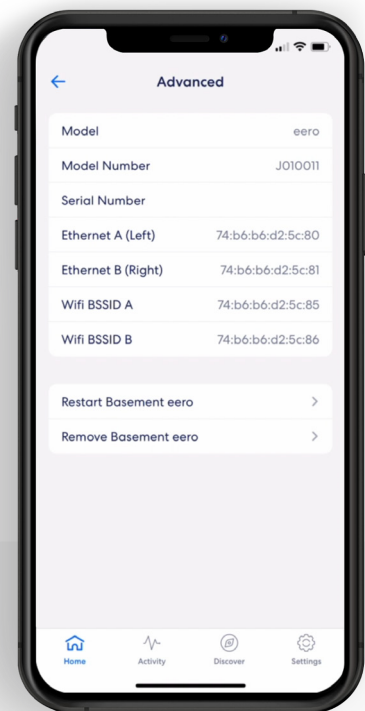 Advanced
Model eero
Model Number J010011
Serial Number
Ethernet A (Left) 74:b6:b6:d2:5c:80
Ethernet B (Right) 74:b6:b6:d2:5c:81
Wifi BSSID A 74:b6:b6:d2:5c:85
Wifi BSSID B 74:b6:b6:d2:5c:86
Restart Basement eero
Remove Basement eero
Home Activity Discover Settings